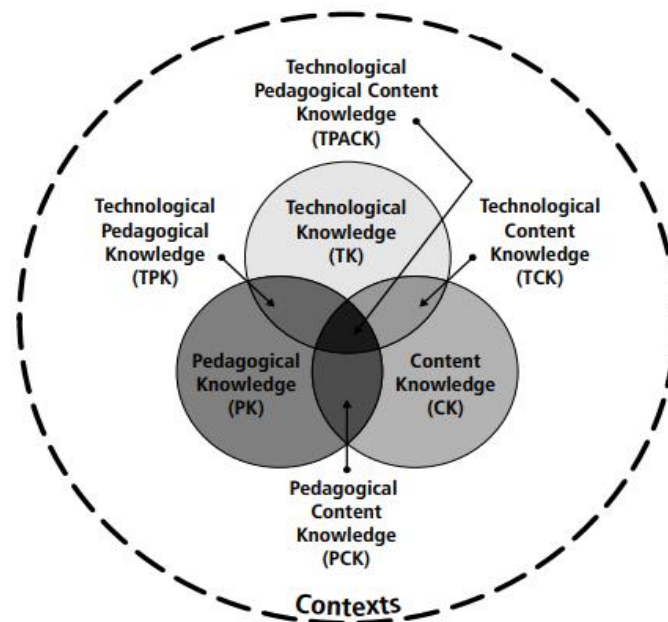 Technological
Pedagogical Content
Knowledge
(TPACK)
Technological
Pedagogical
Knowledge
(TPK)
Technological
Knowledge
(TK)
Technological
Content
Knowledge
(TCK)
Pedagogical
Knowledge
(PK)
Content
Knowledge
(CK)
Pedagogical
Content
Knowledge
(PCK)
Contexts